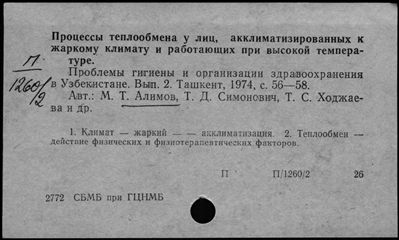 Процессы теплообмена у лиц, акклиматизированных к
жаркому климату и работающих при высокой темпера-
туре.
П
1260/2
Проблемы гигиены и организации здравоохранения
в Узбекистане. Вып. 2. Ташкент, 1974, с. 56—58.
Авт.: М. Т. Алимов, Т. Д. Симонович, Т. С. Ходжае-
ва и др.
1. Климат — жаркий — — акклиматизация. 2. Теплообмен —
действие физических и физиотерапевтических факторов.
П П/1260/2 26
2772 СБМБ при ГЦНМБ